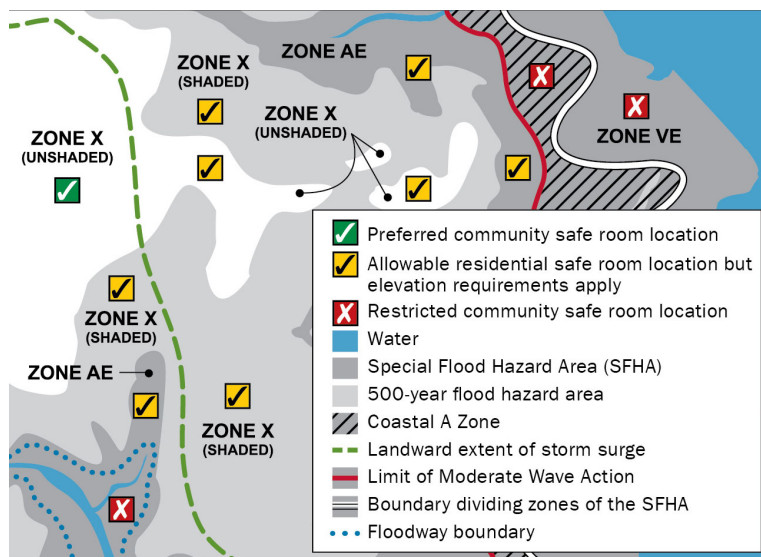 ZONE AE
ZONE X
(SHADED)
ZONE X
(UNSHADED)
ZONE VE
ZONE X
(UNSHADED)
ZONE X
(SHADED)
ZONE AE
ZONE X
(SHADED)
Preferred community safe room location
Allowable residential safe room location but
elevation requirements apply
Restricted community safe room location
Water
Special Flood Hazard Area (SFHA)
500-year flood hazard area
Coastal A Zone
Landward extent of storm surge
Limit of Moderate Wave Action
Boundary dividing zones of the SFHA
Floodway boundary